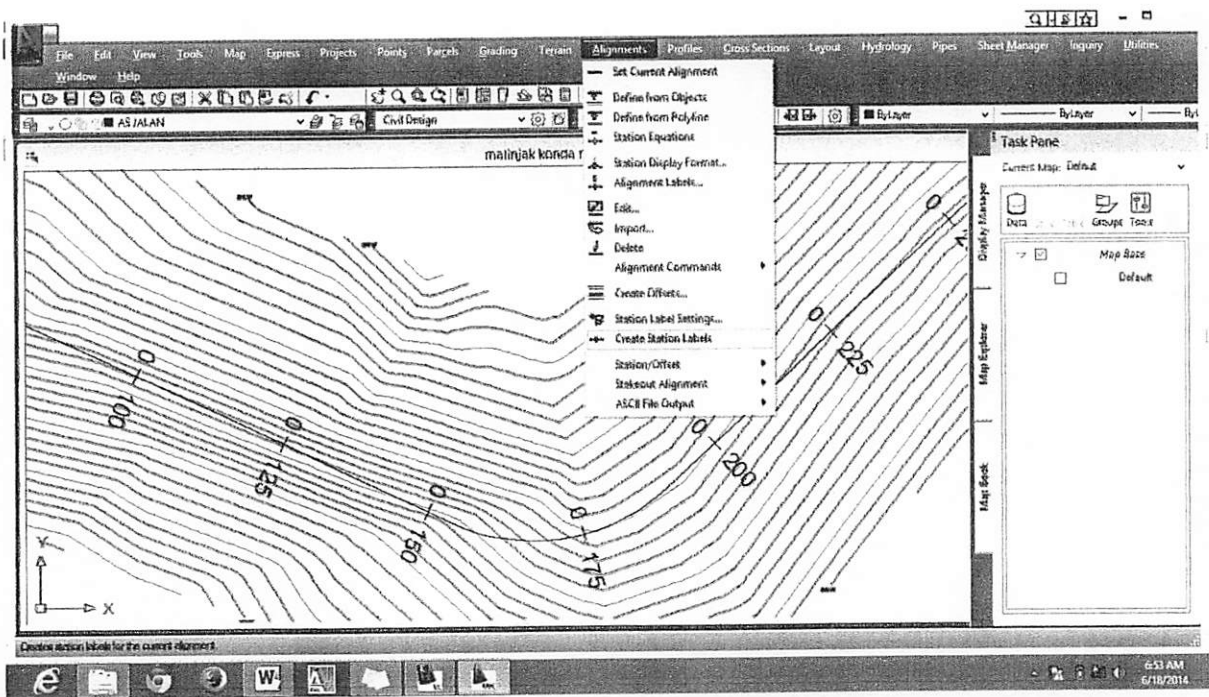 File Edit View Tools Map Express Projects Points Parcels Grading Terrain Alignments Profiles Cross Sections Layout Hydrology Pipes Sheet Manager Inquiry Utilities
Window Help
AS JALAN
Civil Design
ByLayer
ByLayer
malinjak konda
Set Current Alignment
Define from Objects
Define from Polyline
Station Equations
Station Display Format...
Alignment Labels...
Edit...
Import...
Delete
Alignment Commands
Create Offsets...
Station Label Settings...
Create Station Labels
Station/Offset
Stakeout Alignment
ASCII File Output
Task Pane
Current Map: Default
Data
Groups Tools
Map Base
Default
Display Manager
Map Explorer
Map Book
0
100
0
125
0
150
0
175
0
200
0
225
0
Y
X
Creates station labels for the current alignment
6:53 AM
6/18/2014